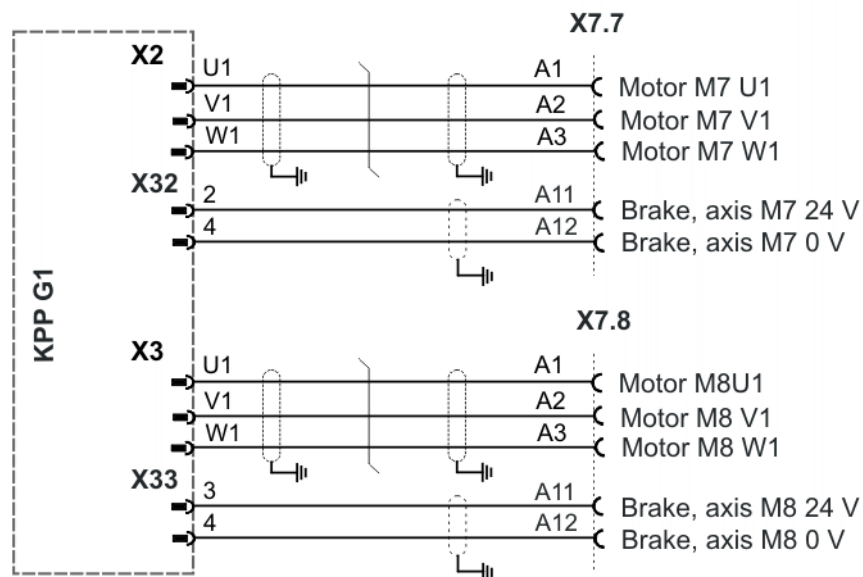 X7.7
X2
U1 A1 Motor M7 U1
V1 A2 Motor M7 V1
W1 A3 Motor M7 W1
X32
2 A11 Brake, axis M7 24 V
4 A12 Brake, axis M7 0 V
KPP G1
X7.8
X3
U1 A1 Motor M8U1
V1 A2 Motor M8 V1
W1 A3 Motor M8 W1
X33
3 A11 Brake, axis M8 24 V
4 A12 Brake, axis M8 0 V